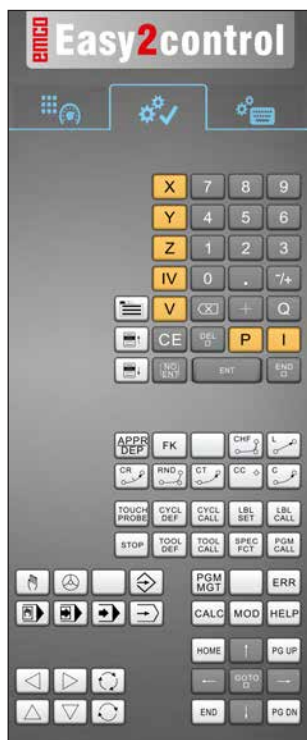 emco Easy2control
X 7 8 9
Y 4 5 6
Z 1 2 3
IV 0 . -/+
V + Q
CE DEL P I
NO ENT ENT END
APPR DEP FK CHF L
CR RND CT CC C
TOUCH PROBE CYCL DEF CYCL CALL LBL SET LBL CALL
STOP TOOL DEF TOOL CALL SPEC FCT PGM CALL
PGM MGT ERR
CALC MOD HELP
HOME PG UP
GOTO
END PG DN